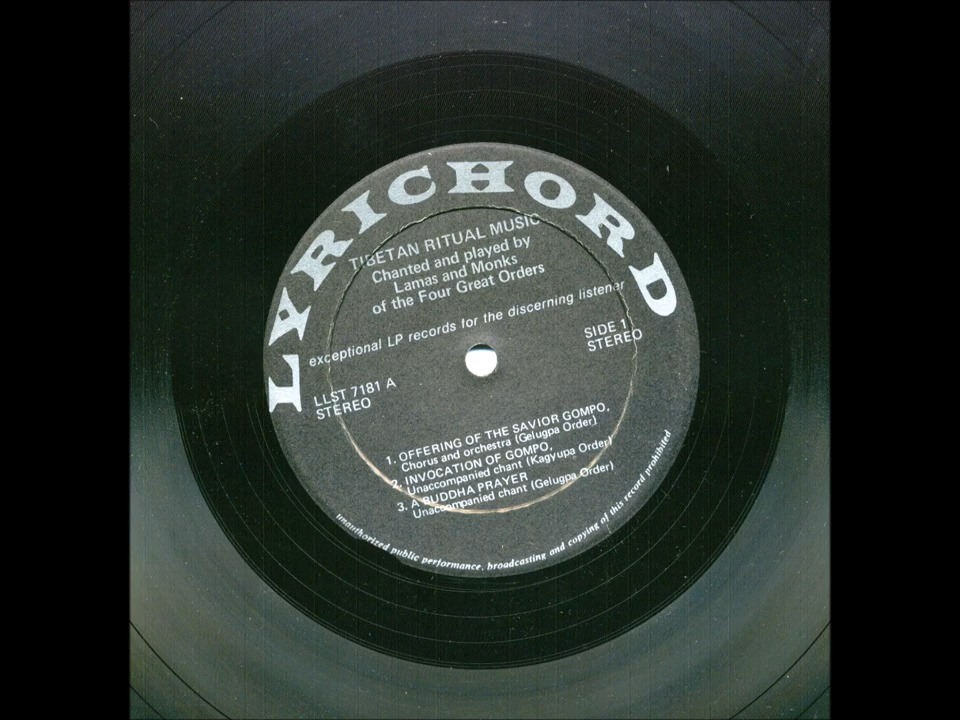 LYRICHORD
TIBETAN RITUAL MUSIC
Chanted and played by
Lamas and Monks
of the Four Great Orders
exceptional LP records for the discerning listener
SIDE 1
STEREO
LLST 7181 A
STEREO
1. OFFERING OF THE SAVIOR GOMPO,
Chorus and orchestra (Gelugpa Order)
2. INVOCATION OF GOMPO,
Unaccompanied chant (Kagyupa Order)
3. A BUDDHA PRAYER
Unaccompanied chant (Gelugpa Order)
unauthorized public performance, broadcasting and copying of this record prohibited